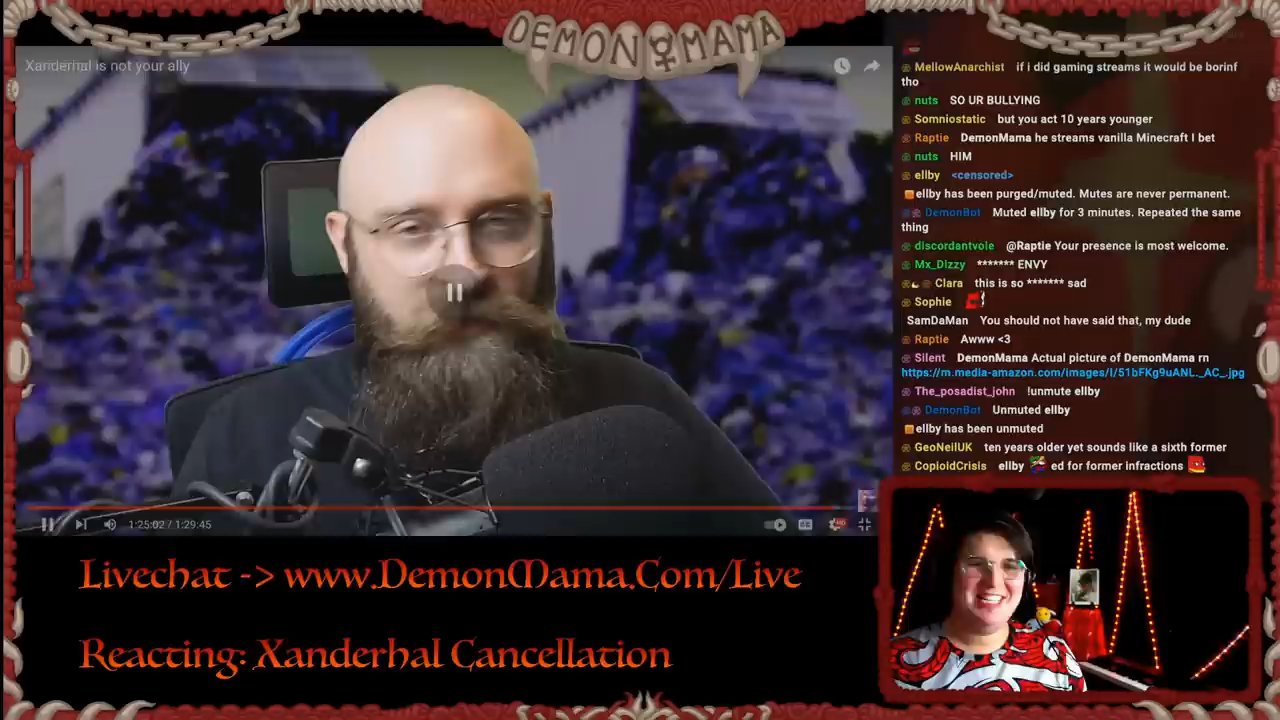 DEMON MAMA
Xanderhal is not your ally
MellowAnarchist if i did gaming streams it would be borinf
tho
nuts SO UR BULLYING
Somniostatic but you act 10 years younger
Raptie DemonMama he streams vanilla Minecraft I bet
nuts HIM
ellby <censored>
ellby has been purged/muted. Mutes are never permanent.
DemonBot Muted ellby for 3 minutes. Repeated the same
thing
discordantvole @Raptie Your presence is most welcome.
Mx_Dizzy ******* ENVY
Clara this is so ******* sad
Sophie
SamDaMan You should not have said that, my dude
Raptie Awww <3
Silent DemonMama Actual picture of DemonMama rn
https://m.media-amazon.com/images/I/51bFKg9uANL._AC_.jpg
The_posadist_john !unmute ellby
DemonBot Unmuted ellby
ellby has been unmuted
GeoNeilUK ten years older yet sounds like a sixth former
CopioidCrisis ellby ed for former infractions
1:25:02 / 1:29:45
CC
HD
Livechat -> www.DemonMama.Com/Live
Reacting: Xanderhal Cancellation